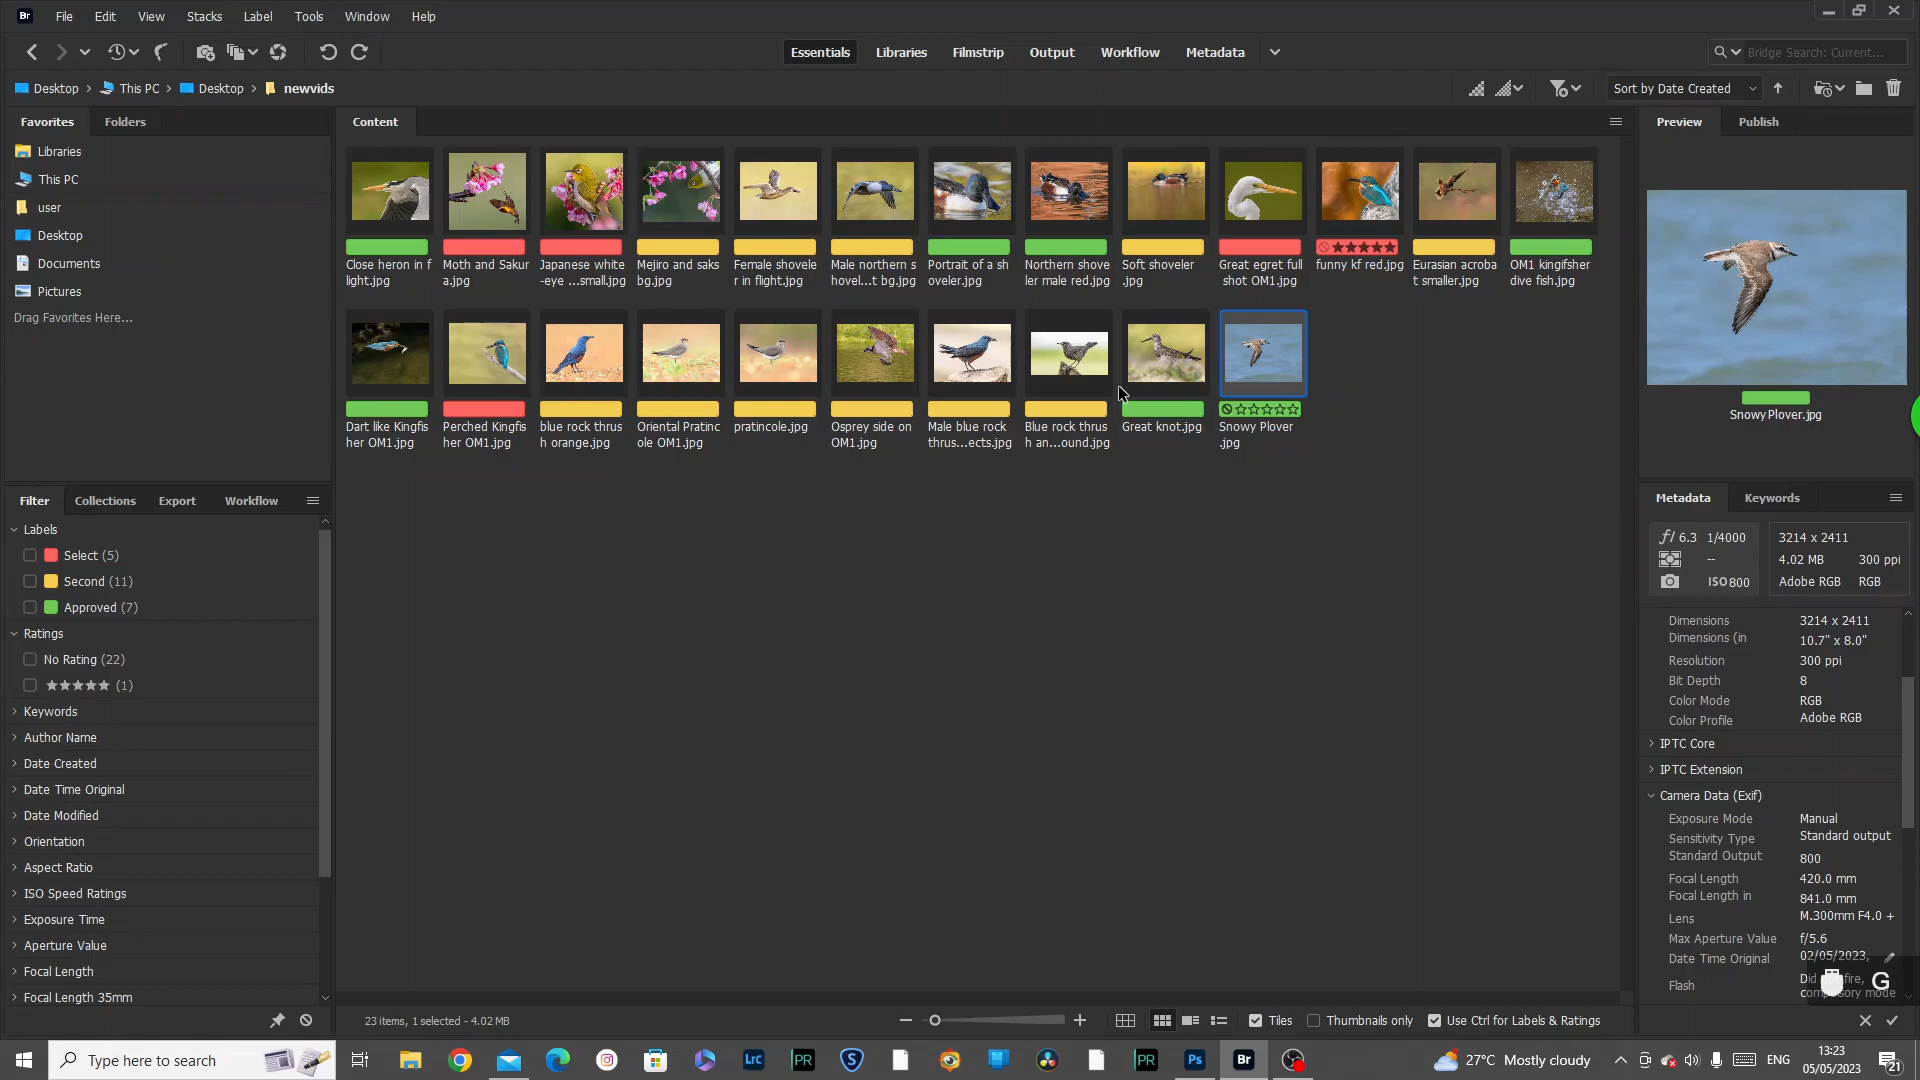 Br File Edit View Stacks Label Tools Window Help
Essentials Libraries Filmstrip Output Workflow Metadata
Bridge Search: Current...
Desktop This PC Desktop newvids
Sort by Date Created
Favorites Folders
Libraries
This PC
user
Desktop
Documents
Pictures
Drag Favorites Here...
Content
Close heron in f
light.jpg
Moth and Sakur
a.jpg
Japanese white
-eye ...small.jpg
Mejiro and saks
bg.jpg
Female shovele
r in flight.jpg
Male northern s
hovel...t bg.jpg
Portrait of a sh
oveler.jpg
Northern shove
ler male red.jpg
Soft shoveler
.jpg
Great egret full
shot OM1.jpg
funny kf red.jpg
Eurasian acroba
t smaller.jpg
OM1 kingifsher
dive fish.jpg
Dart like Kingfis
her OM1.jpg
Perched Kingfis
her OM1.jpg
blue rock thrus
h orange.jpg
Oriental Pratinc
ole OM1.jpg
pratincole.jpg
Osprey side on
OM1.jpg
Male blue rock
thrus...ects.jpg
Blue rock thrus
h an...ound.jpg
Great knot.jpg
Snowy Plover
.jpg
Preview Publish
Snowy Plover.jpg
Filter Collections Export Workflow
Labels
Select (5)
Second (11)
Approved (7)
Ratings
No Rating (22)
★★★★★ (1)
Keywords
Author Name
Date Created
Date Time Original
Date Modified
Orientation
Aspect Ratio
ISO Speed Ratings
Exposure Time
Aperture Value
Focal Length
Focal Length 35mm
Metadata Keywords
f/ 6.3 1/4000
--
ISO800
3214 x 2411
4.02 MB 300 ppi
Adobe RGB RGB
Dimensions 3214 x 2411
Dimensions (in 10.7" x 8.0"
Resolution 300 ppi
Bit Depth 8
Color Mode RGB
Color Profile Adobe RGB
IPTC Core
IPTC Extension
Camera Data (Exif)
Exposure Mode Manual
Sensitivity Type Standard output
Standard Output 800
Focal Length 420.0 mm
Focal Length in 841.0 mm
Lens M.300mm F4.0 +
Max Aperture Value f/5.6
Date Time Original 02/05/2023,
Flash Did fire,
mode
G
23 items, 1 selected - 4.02 MB
Tiles Thumbnails only Use Ctrl for Labels & Ratings
Type here to search
Lrc PR S PR Ps Br
27°C Mostly cloudy
ENG
13:23
05/05/2023
21